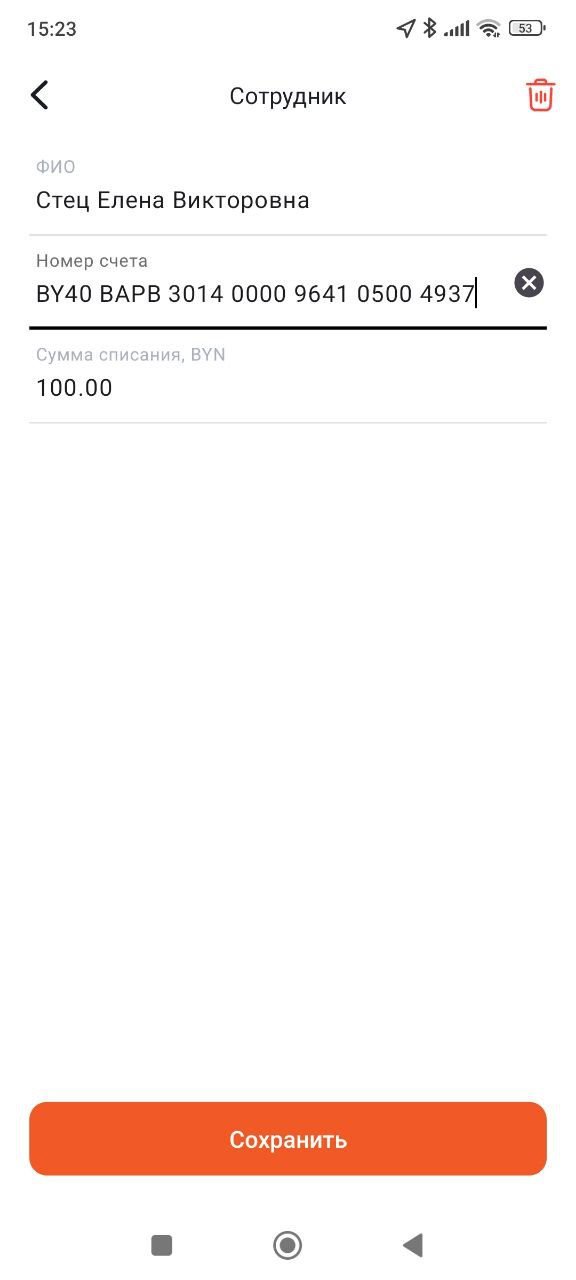 15:23
53
Сотрудник
ФИО
Стец Елена Викторовна
Номер счета
BY40 BAPB 3014 0000 9641 0500 4937
Сумма списания, BYN
100.00
Сохранить